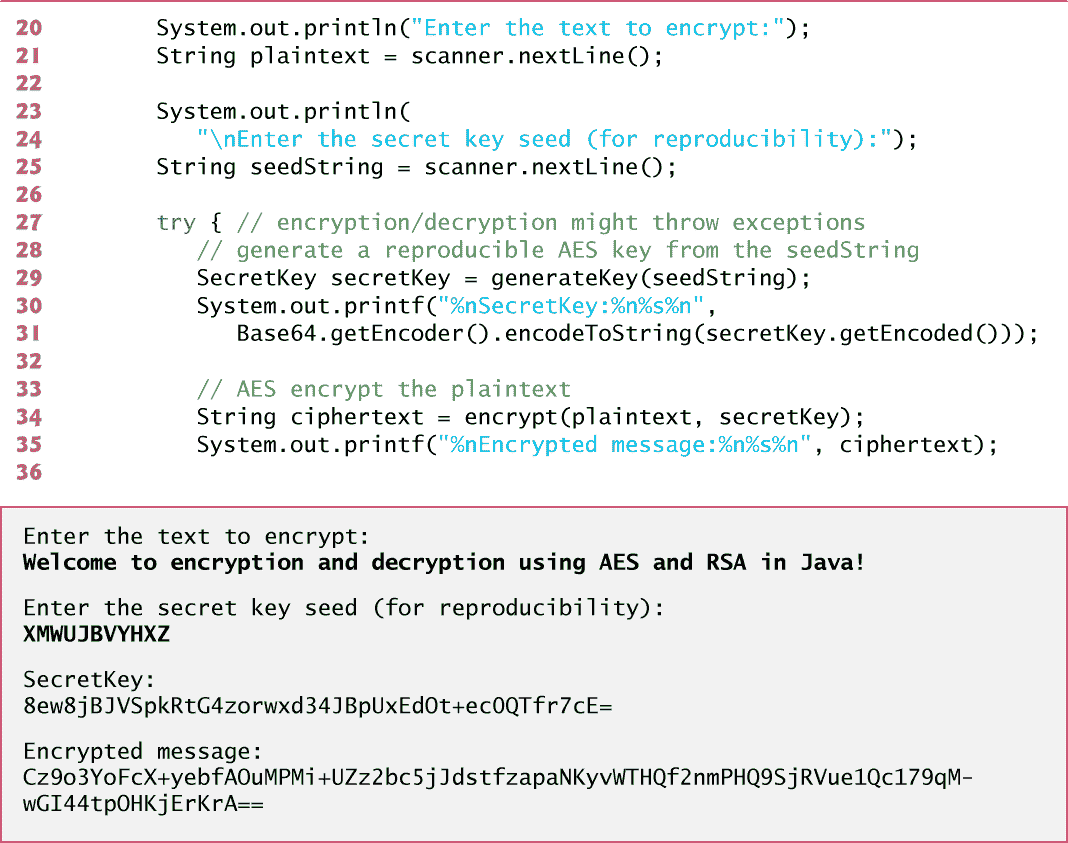 20 System.out.println("Enter the text to encrypt:");
21 String plaintext = scanner.nextLine();
22
23 System.out.println(
24 "\nEnter the secret key seed (for reproducibility):");
25 String seedString = scanner.nextLine();
26
27 try { // encryption/decryption might throw exceptions
28 // generate a reproducible AES key from the seedString
29 SecretKey secretKey = generateKey(seedString);
30 System.out.printf("%nSecretKey:%n%s%n",
31 Base64.getEncoder().encodeToString(secretKey.getEncoded()));
32
33 // AES encrypt the plaintext
34 String ciphertext = encrypt(plaintext, secretKey);
35 System.out.printf("%nEncrypted message:%n%s%n", ciphertext);
36
Enter the text to encrypt:
Welcome to encryption and decryption using AES and RSA in Java!
Enter the secret key seed (for reproducibility):
XMWUJBVYHXZ
SecretKey:
8ew8jBJVSpkRtG4zorwxd34JBpUxEdOt+ec0QTfr7cE=
Encrypted message:
Cz9o3YoFcX+yebfAOuMPMi+UZz2bc5jJdstfzapaNKyvWTHQf2nmPHQ9SjRVue1Qc179qM-
wGI44tpOHKjErKrA==